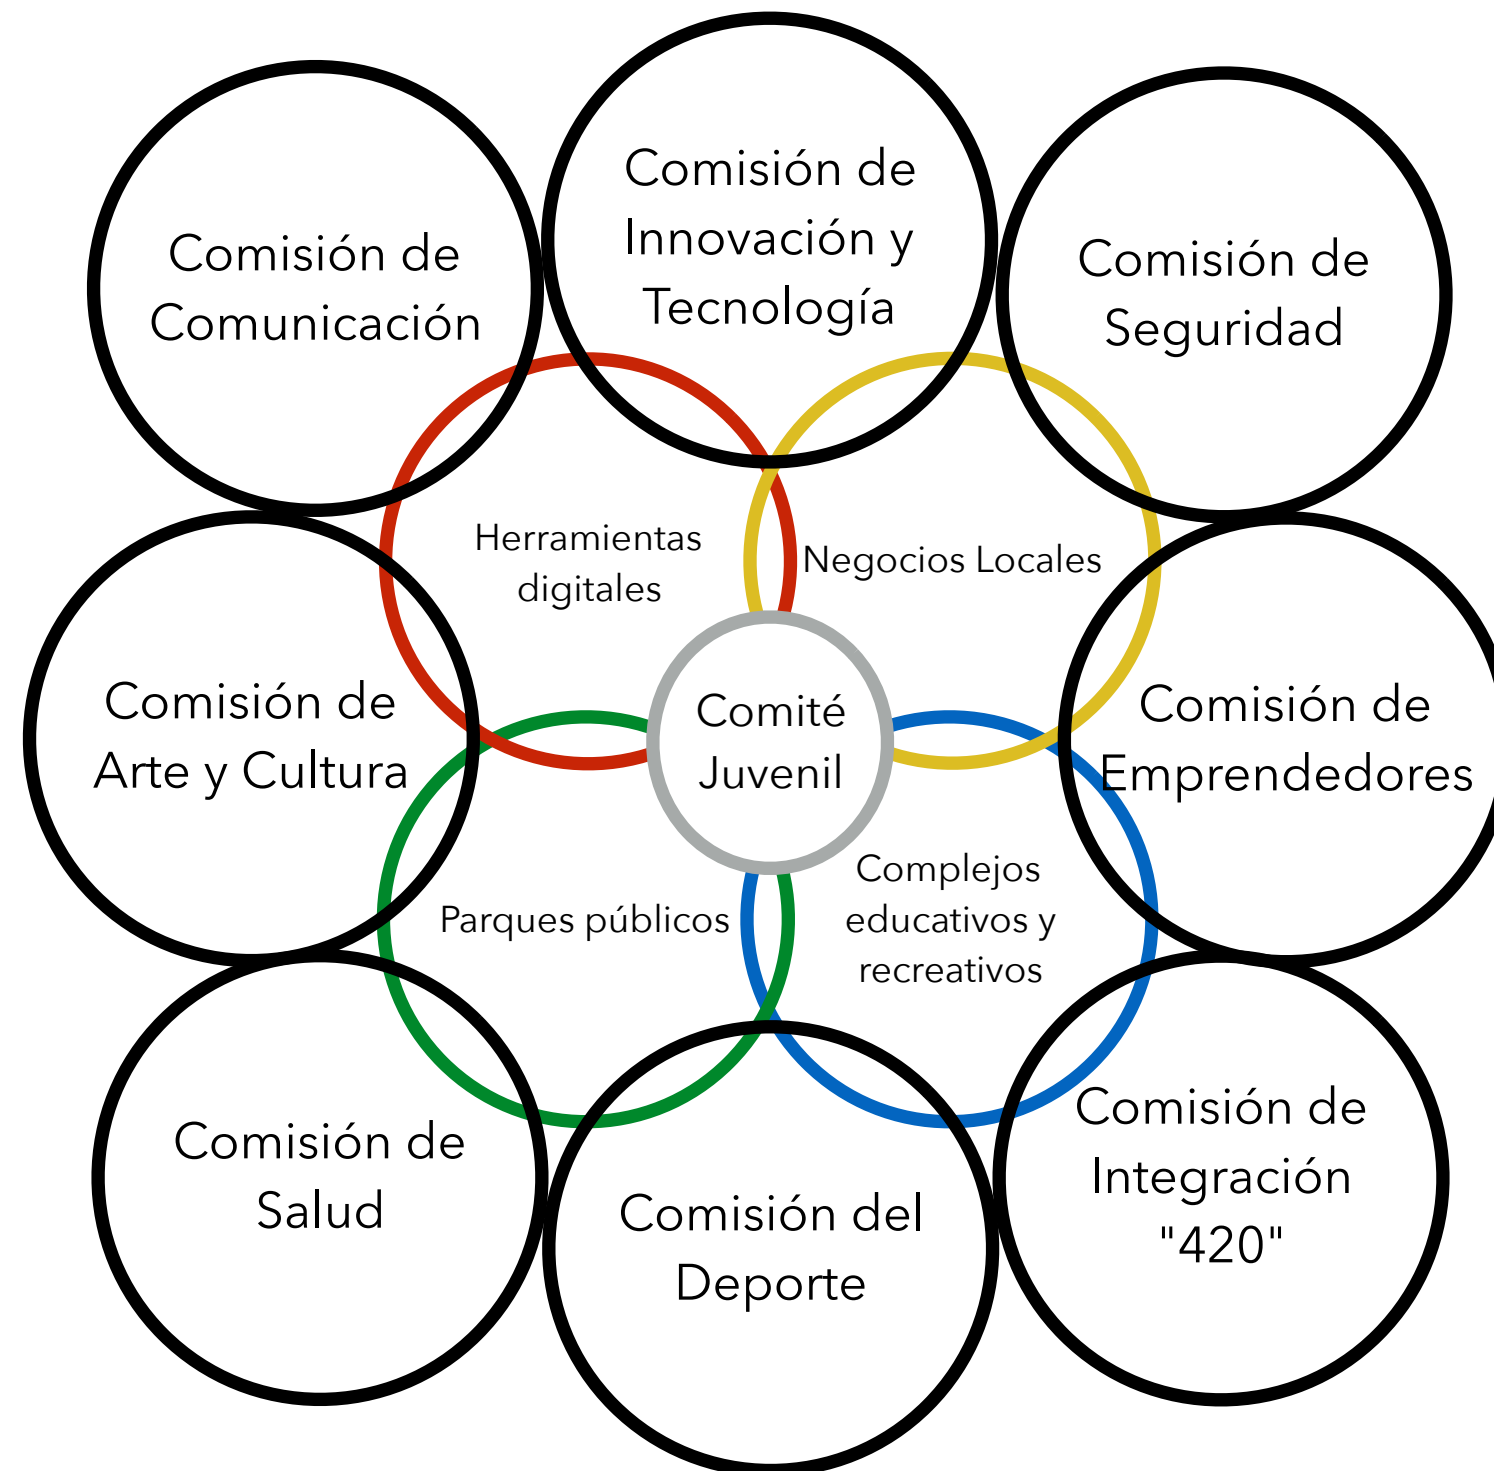 Comisión de
Innovación y
Tecnología
Comisión de
Comunicación
Comisión de
Seguridad
Herramientas
digitales
Negocios Locales
Comisión de
Arte y Cultura
Comité
Juvenil
Comisión de
Emprendedores
Parques públicos
Complejos
educativos y
recreativos
Comisión de
Salud
Comisión del
Deporte
Comisión de
Integración
"420"